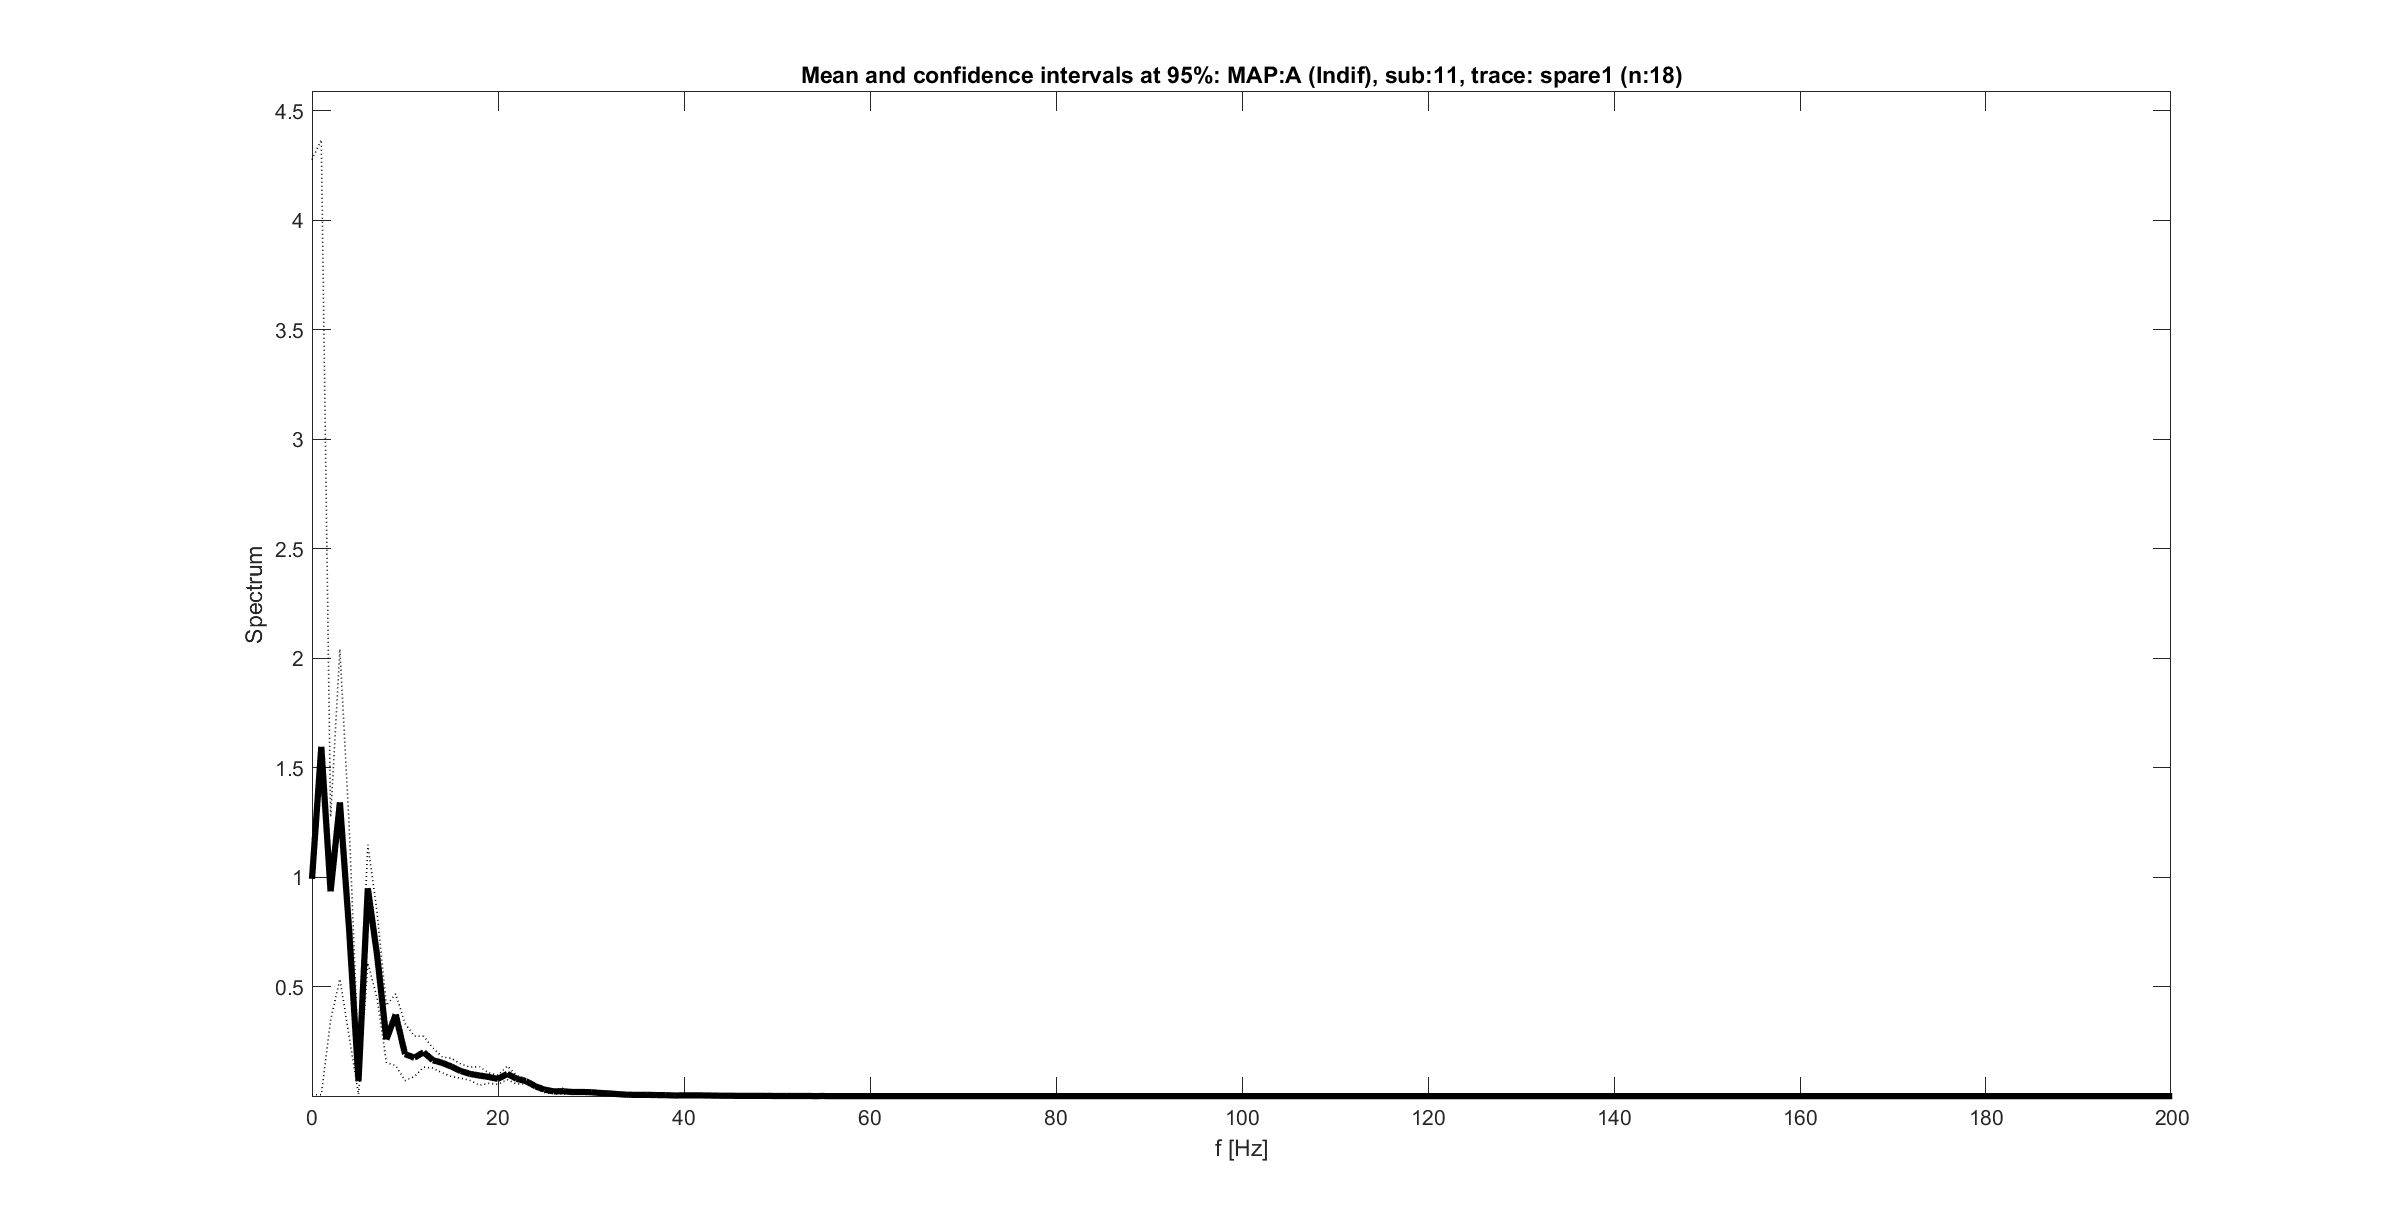 Mean and confidence intervals at 95%: MAP:A (Indif), sub:11, trace: spare1 (n:18)
4.5
4
3.5
3
2.5
2
1.5
1
0.5
Spectrum
0 20 40 60 80 100 120 140 160 180 200
f [Hz]